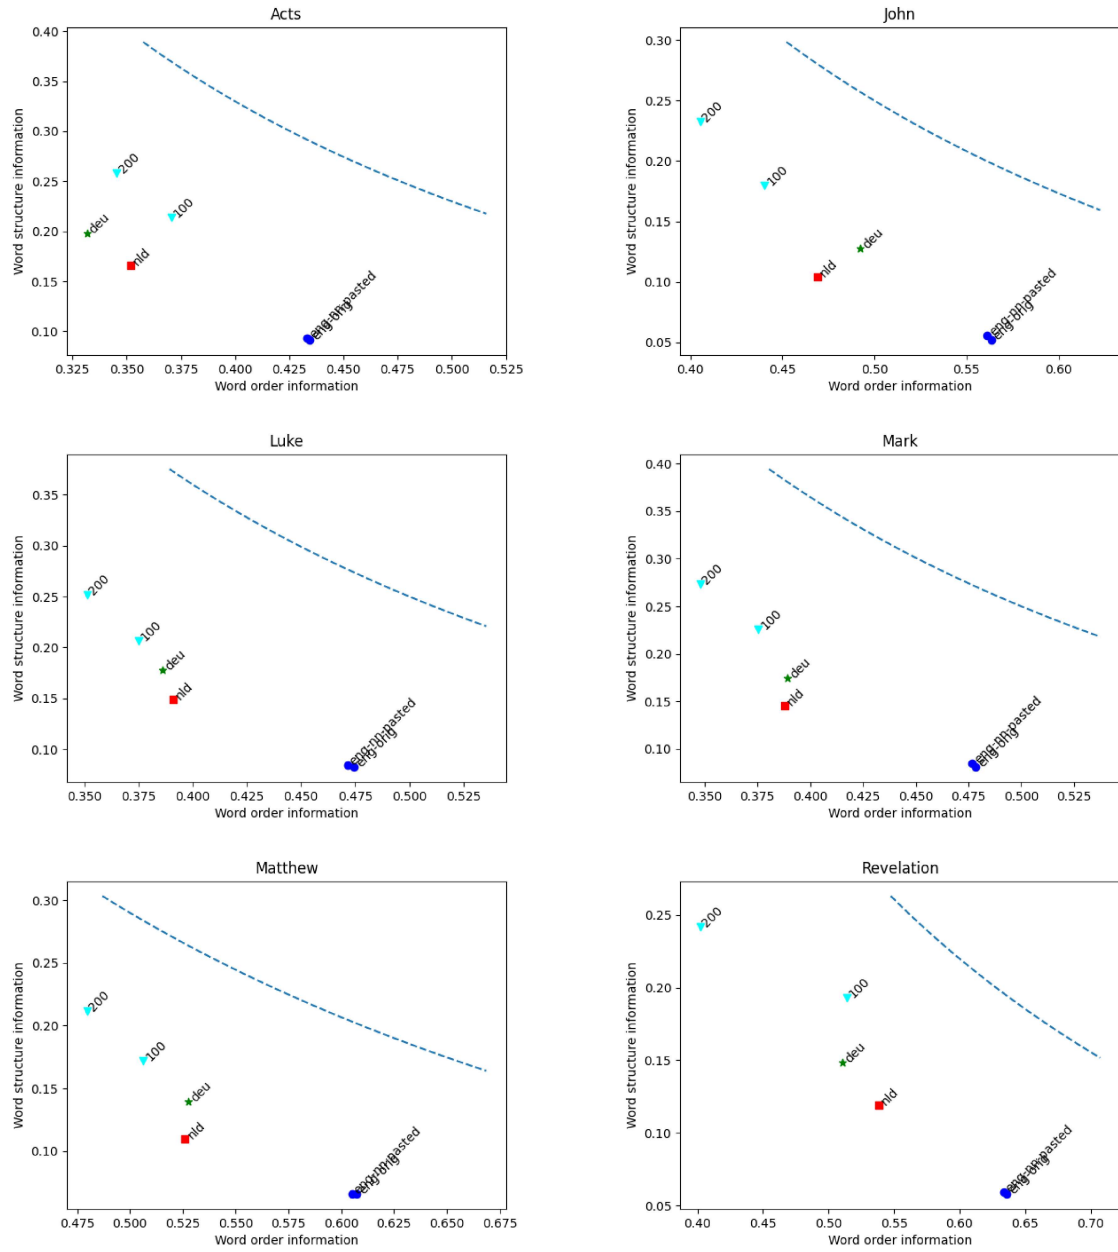 Acts
0.40
0.35
0.30
0.25
0.20
0.15
0.10
Word structure information
200
100
deu
nld
eng-nn-pasted
eng-orig
0.325 0.350 0.375 0.400 0.425 0.450 0.475 0.500 0.525
Word order information
John
0.30
0.25
0.20
0.15
0.10
0.05
Word structure information
200
100
deu
nld
eng-nn-pasted
eng-orig
0.40 0.45 0.50 0.55 0.60
Word order information
Luke
0.35
0.30
0.25
0.20
0.15
0.10
Word structure information
200
100
deu
nld
eng-nn-pasted
eng-orig
0.350 0.375 0.400 0.425 0.450 0.475 0.500 0.525
Word order information
Mark
0.40
0.35
0.30
0.25
0.20
0.15
0.10
Word structure information
200
100
deu
nld
eng-nn-pasted
eng-orig
0.350 0.375 0.400 0.425 0.450 0.475 0.500 0.525
Word order information
Matthew
0.30
0.25
0.20
0.15
0.10
Word structure information
200
100
deu
nld
eng-nn-pasted
eng-orig
0.475 0.500 0.525 0.550 0.575 0.600 0.625 0.650 0.675
Word order information
Revelation
0.25
0.20
0.15
0.10
0.05
Word structure information
200
100
deu
nld
eng-nn-pasted
eng-orig
0.40 0.45 0.50 0.55 0.60 0.65 0.70
Word order information